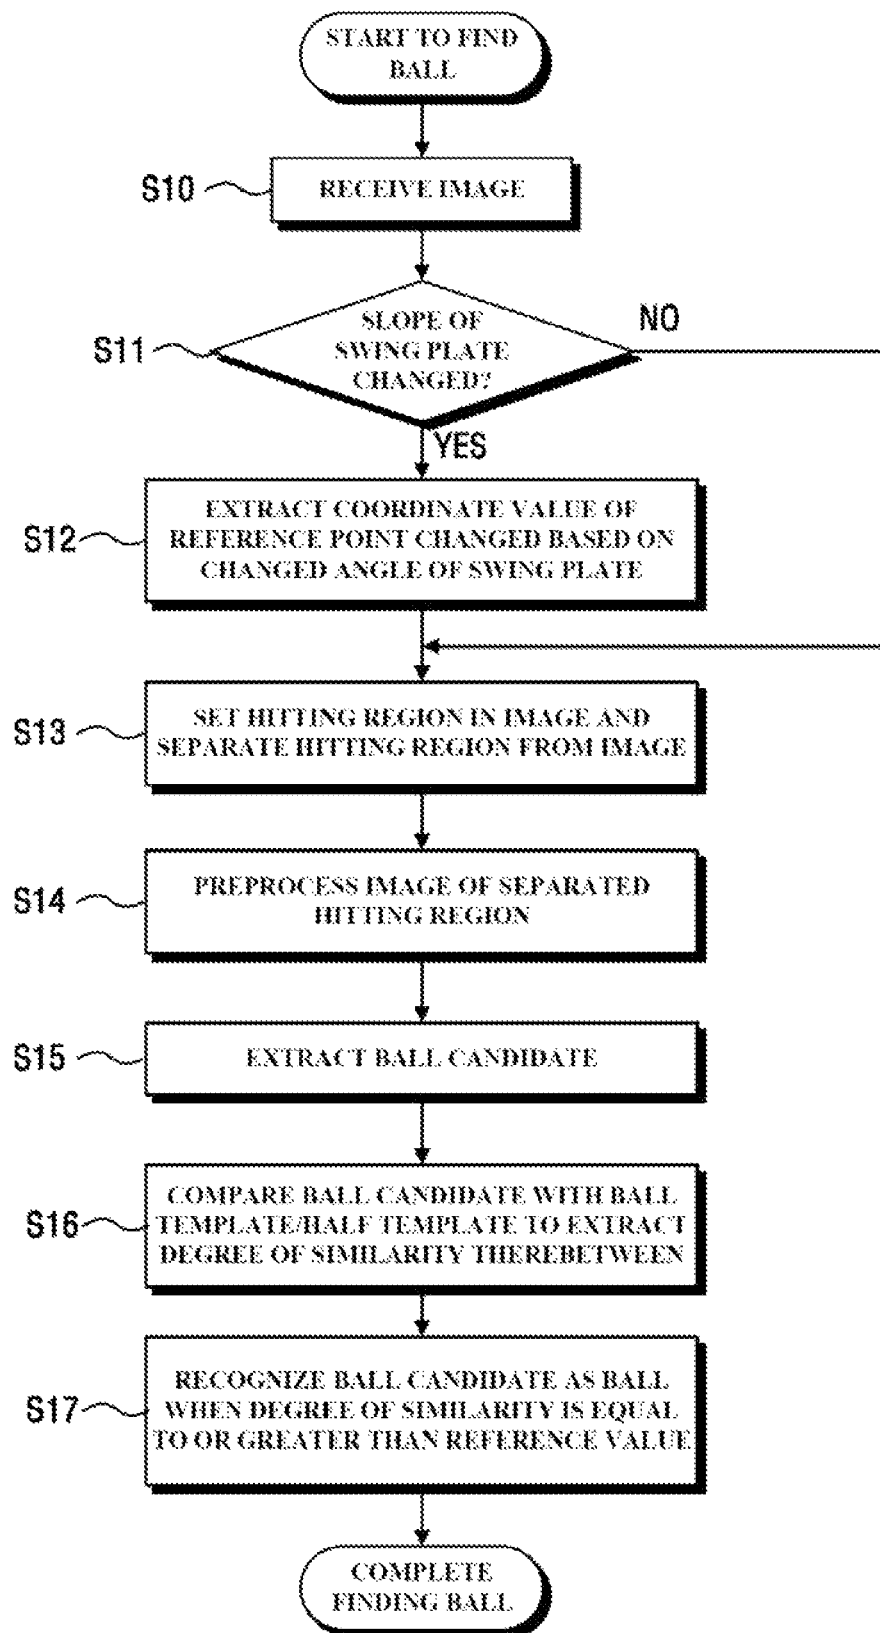 START TO FIND
BALL
S10
RECEIVE IMAGE
S11
SLOPE OF
SWING PLATE
CHANGED?
NO
YES
S12
EXTRACT COORDINATE VALUE OF
REFERENCE POINT CHANGED BASED ON
CHANGED ANGLE OF SWING PLATE
S13
SET HITTING REGION IN IMAGE AND
SEPARATE HITTING REGION FROM IMAGE
S14
PREPROCESS IMAGE OF SEPARATED
HITTING REGION
S15
EXTRACT BALL CANDIDATE
S16
COMPARE BALL CANDIDATE WITH BALL
TEMPLATE/HALF TEMPLATE TO EXTRACT
DEGREE OF SIMILARITY THEREBETWEEN
S17
RECOGNIZE BALL CANDIDATE AS BALL
WHEN DEGREE OF SIMILARITY IS EQUAL
TO OR GREATER THAN REFERENCE VALUE
COMPLETE
FINDING BALL